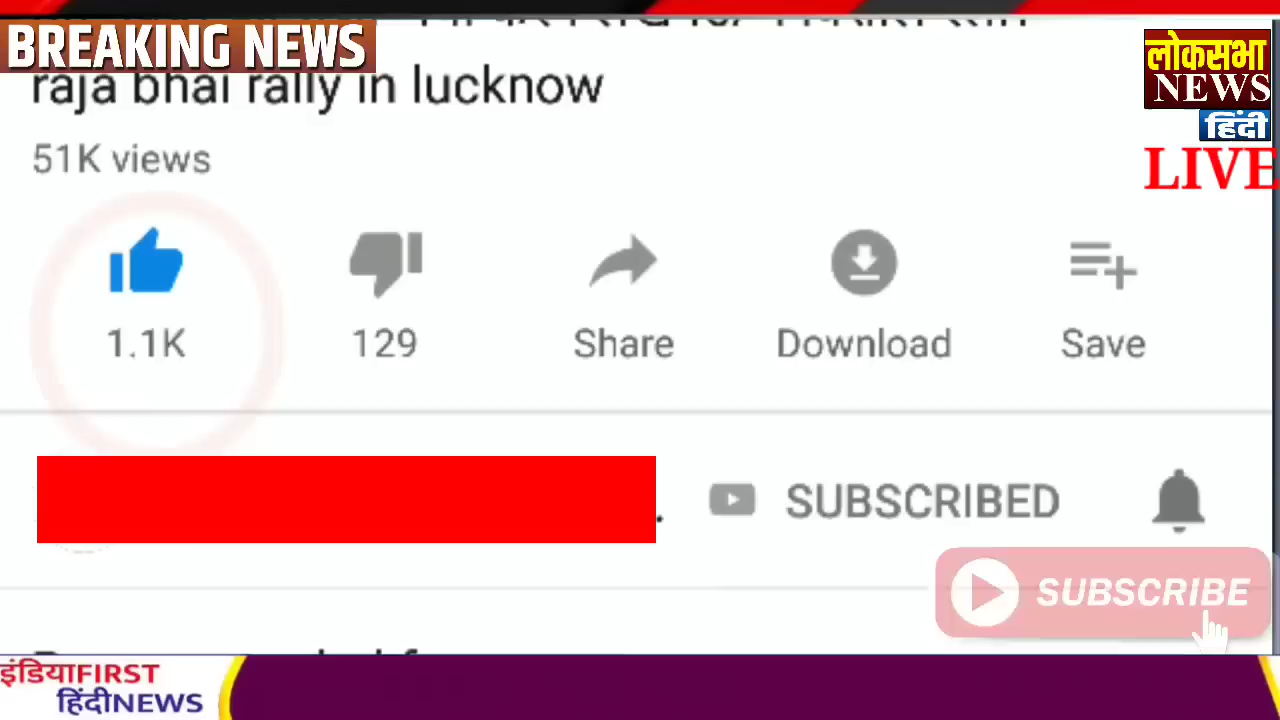 BREAKING NEWS
raja bhai rally in lucknow
लोकसभा
NEWS
हिंदी
LIVE
51K views
1.1K
129
Share
Download
Save
SUBSCRIBED
SUBSCRIBE
इंडियाFIRST
हिंदीNEWS